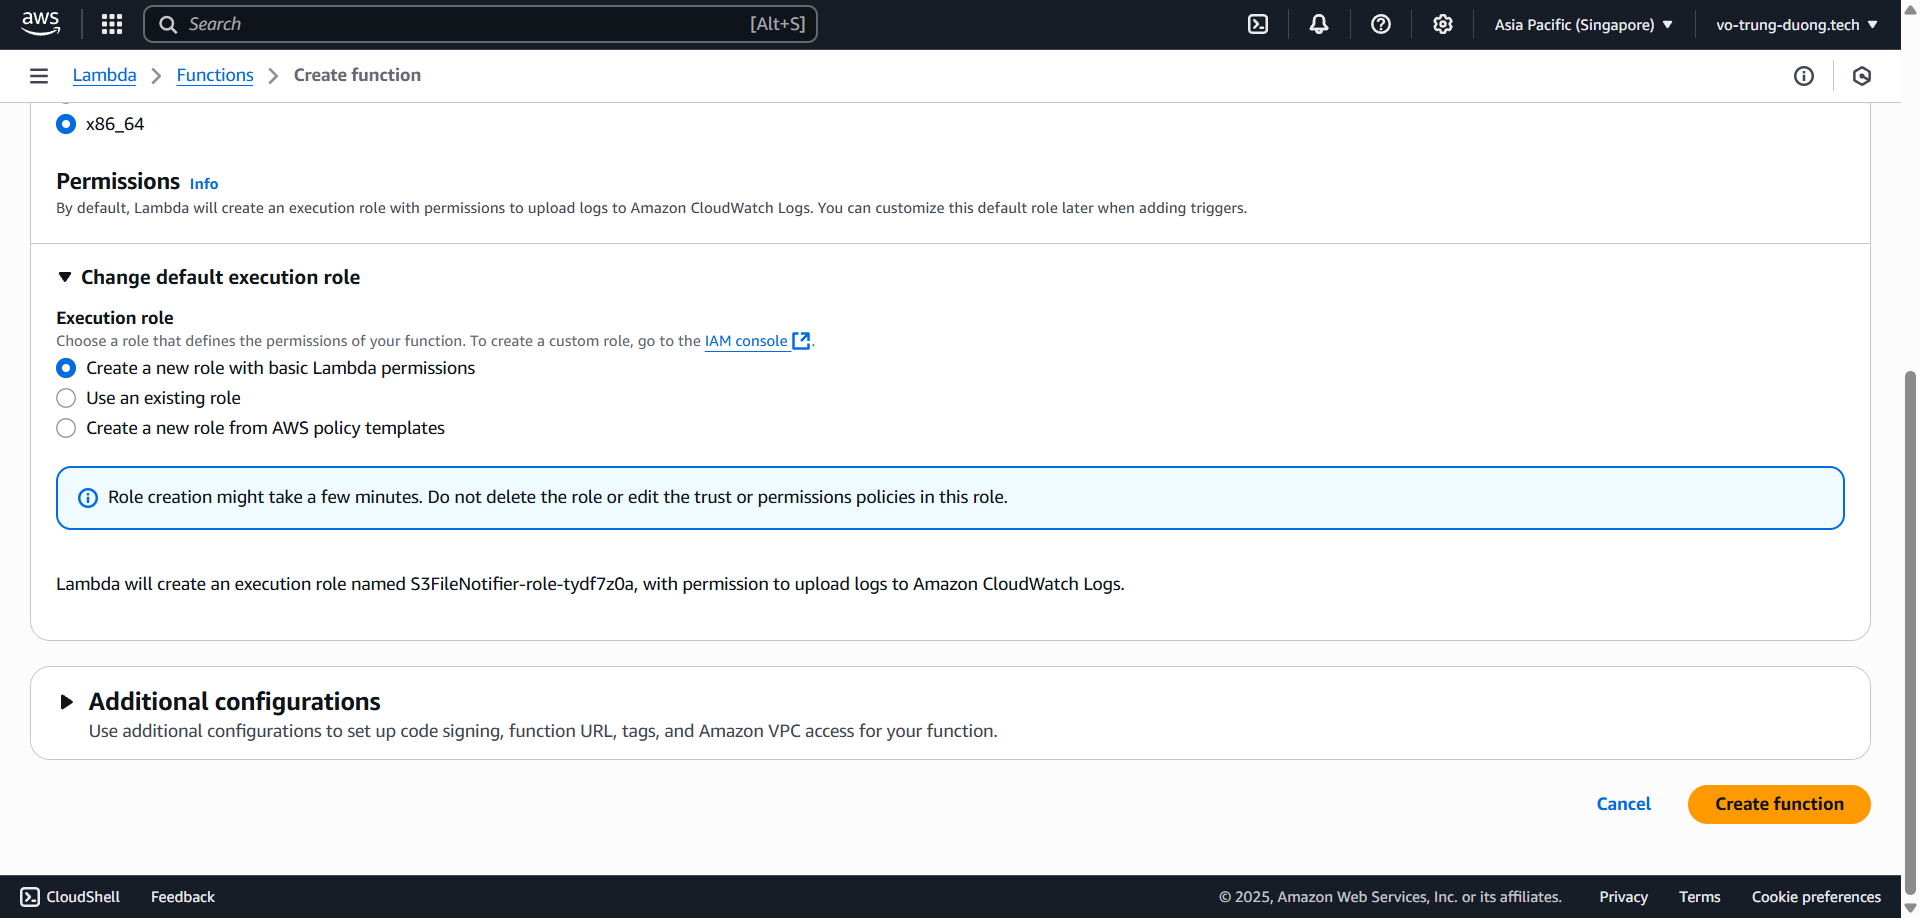 aws
Search [Alt+S]
Asia Pacific (Singapore)
vo-trung-duong.tech
Lambda
Functions
Create function
x86_64
Permissions Info
By default, Lambda will create an execution role with permissions to upload logs to Amazon CloudWatch Logs. You can customize this default role later when adding triggers.
Change default execution role
Execution role
Choose a role that defines the permissions of your function. To create a custom role, go to the IAM console.
Create a new role with basic Lambda permissions
Use an existing role
Create a new role from AWS policy templates
Role creation might take a few minutes. Do not delete the role or edit the trust or permissions policies in this role.
Lambda will create an execution role named S3FileNotifier-role-tydf7z0a, with permission to upload logs to Amazon CloudWatch Logs.
Additional configurations
Use additional configurations to set up code signing, function URL, tags, and Amazon VPC access for your function.
Cancel
Create function
CloudShell
Feedback
© 2025, Amazon Web Services, Inc. or its affiliates.
Privacy
Terms
Cookie preferences